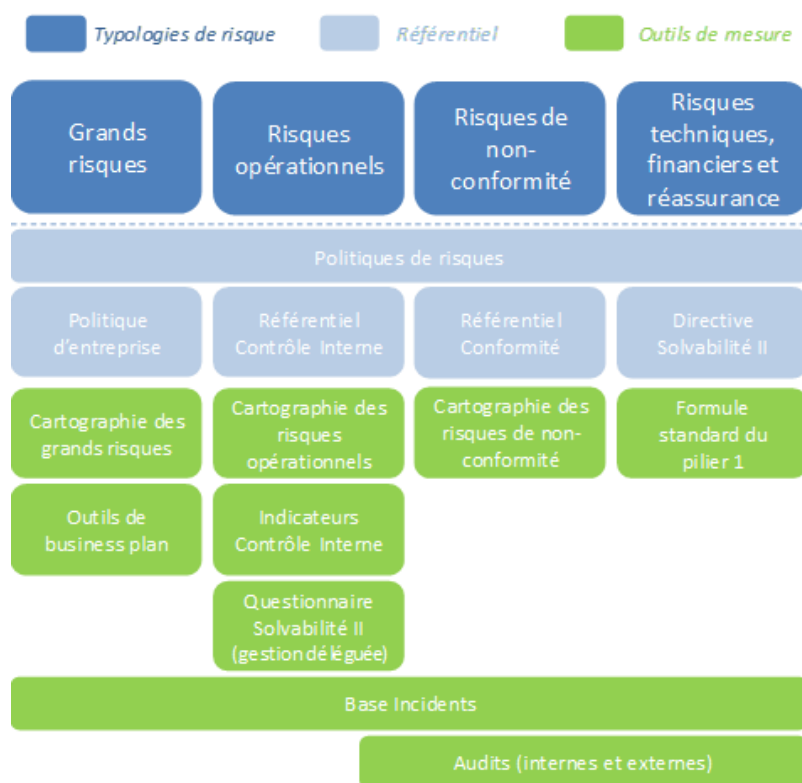 Typologies de risque
Référentiel
Outils de mesure
Grands
risques
Risques
opérationnels
Risques de
non-
conformité
Risques
techniques,
financiers et
réassurance
Politiques de risques
Politique
d'entreprise
Référentiel
Contrôle Interne
Référentiel
Conformité
Directive
Solvabilité II
Cartographie des
grands risques
Cartographie des
risques
opérationnels
Cartographie des
risques de non-
conformité
Formule
standard du
pilier 1
Outils de
business plan
Indicateurs
Contrôle Interne
Questionnaire
Solvabilité II
(gestion déléguée)
Base Incidents
Audits (internes et externes)